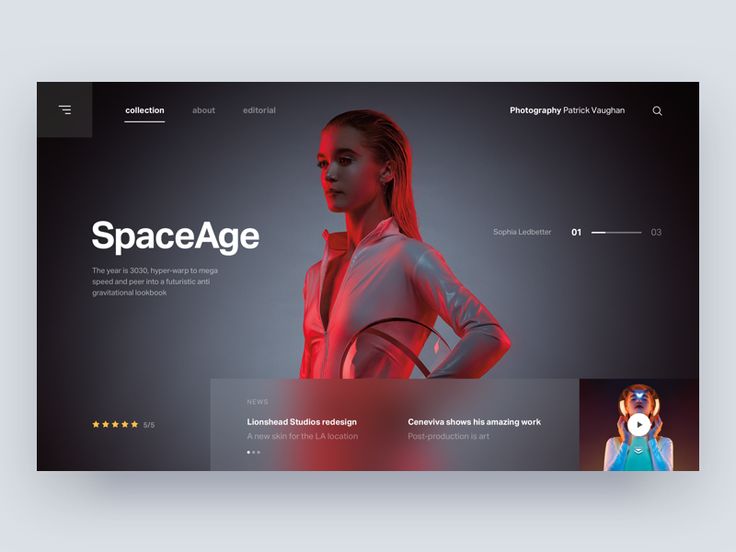 collection about editorial
Photography Patrick Vaughan
SpaceAge
Sophia Ledbetter 01 03
The year is 3030, hyper-warp to mega
speed and peer into a futuristic anti
gravitational lookbook
NEWS
Lionshead Studios redesign
A new skin for the LA location
Ceneviva shows his amazing work
Post-production is art
5/5